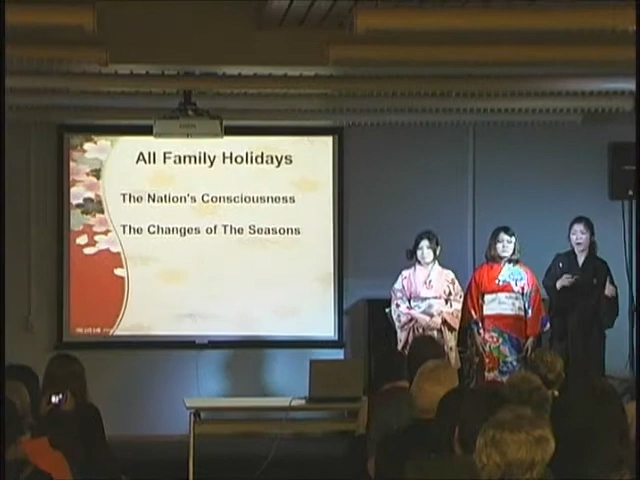 All Family Holidays
The Nation's Consciousness
The Changes of The Seasons